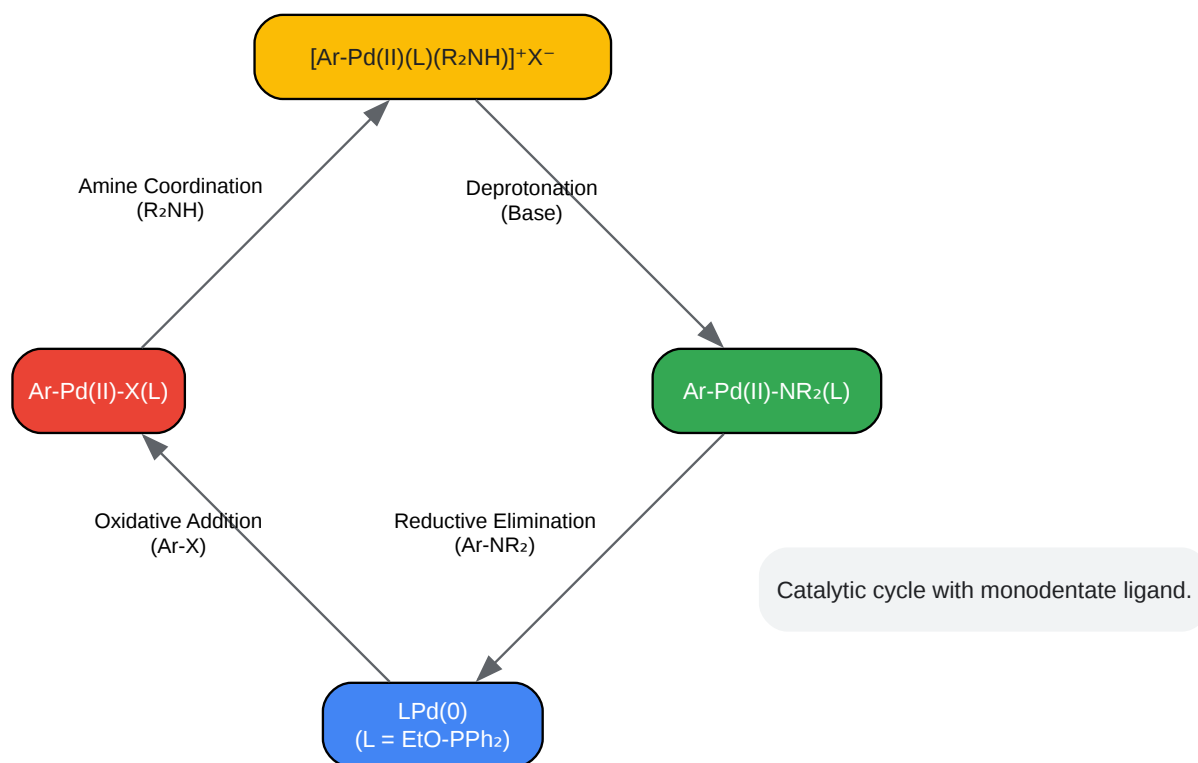 [Ar-Pd(II)(L)(R₂NH)]⁺X⁻
Amine Coordination
(R₂NH)
Deprotonation
(Base)
Ar-Pd(II)-X(L)
Ar-Pd(II)-NR₂(L)
Oxidative Addition
(Ar-X)
Reductive Elimination
(Ar-NR₂)
Catalytic cycle with monodentate ligand.
LPd(0)
(L = EtO-PPh₂)